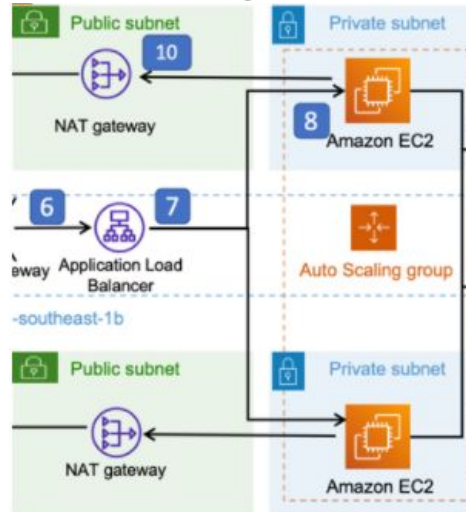 Public subnet
Private subnet
10
NAT gateway
8
Amazon EC2
6
7
eway
Application Load
Balancer
Auto Scaling group
-southeast-1b
Public subnet
Private subnet
NAT gateway
Amazon EC2